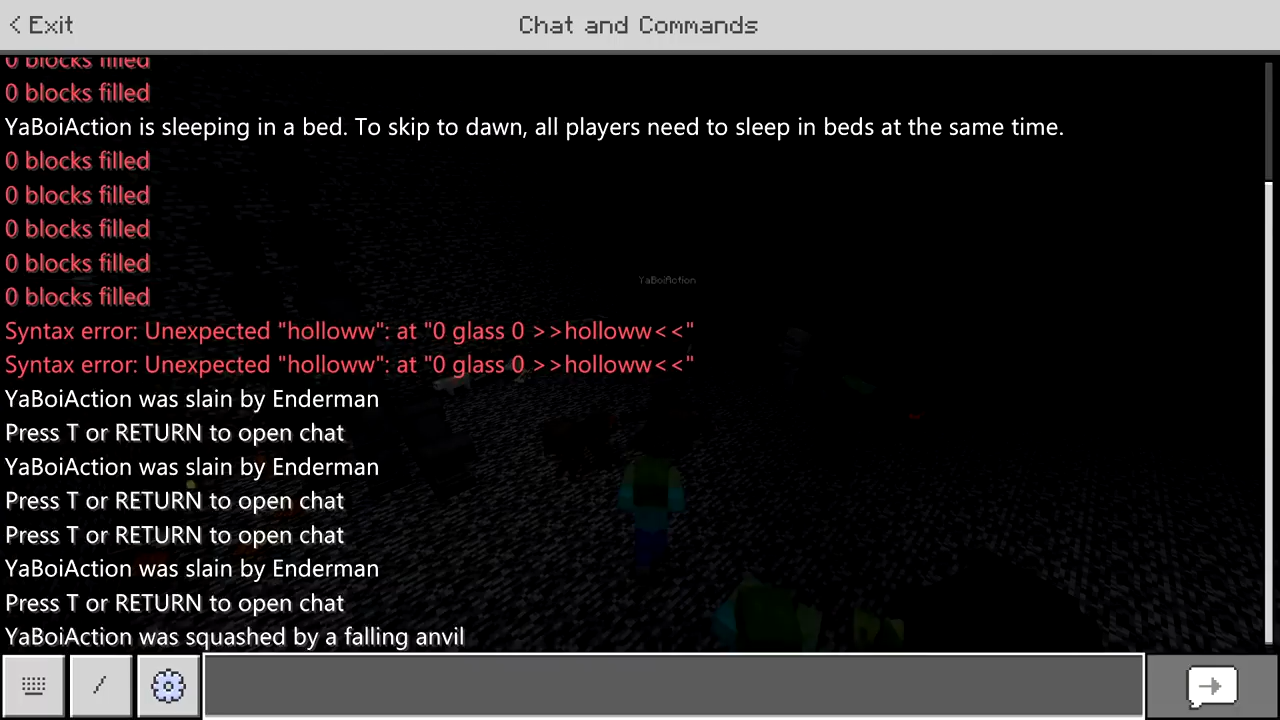 < Exit
Chat and Commands
0 blocks filled
0 blocks filled
YaBoiAction is sleeping in a bed. To skip to dawn, all players need to sleep in beds at the same time.
0 blocks filled
0 blocks filled
0 blocks filled
0 blocks filled
0 blocks filled
YaBoiAction
Syntax error: Unexpected "holloww": at "0 glass 0 >>holloww<<"
Syntax error: Unexpected "holloww": at "0 glass 0 >>holloww<<"
YaBoiAction was slain by Enderman
Press T or RETURN to open chat
YaBoiAction was slain by Enderman
Press T or RETURN to open chat
Press T or RETURN to open chat
YaBoiAction was slain by Enderman
Press T or RETURN to open chat
YaBoiAction was squashed by a falling anvil
/